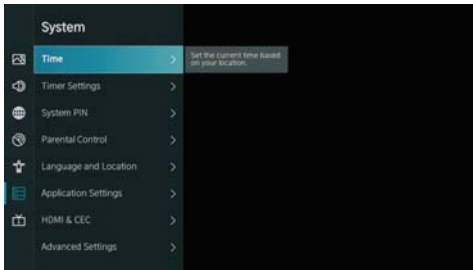 System
Time
Set the current time based
on your location.
Timer Settings
System PIN
Parental Control
Language and Location
Application Settings
HDMI & CEC
Advanced Settings